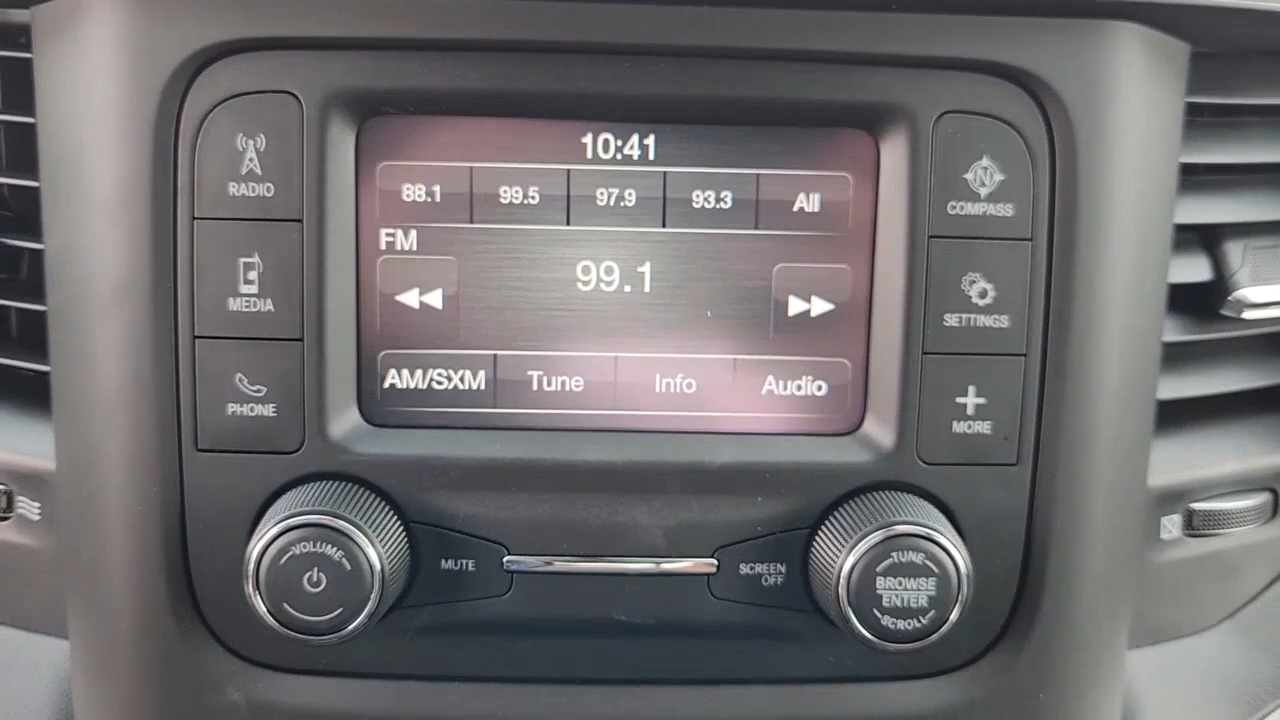 10:41
88.1 99.5 97.9 93.3 All
FM
99.1
AM/SXM Tune Info Audio
RADIO
MEDIA
PHONE
N
COMPASS
SETTINGS
MORE
VOLUME
MUTE
SCREEN
OFF
TUNE
BROWSE
ENTER
SCROLL